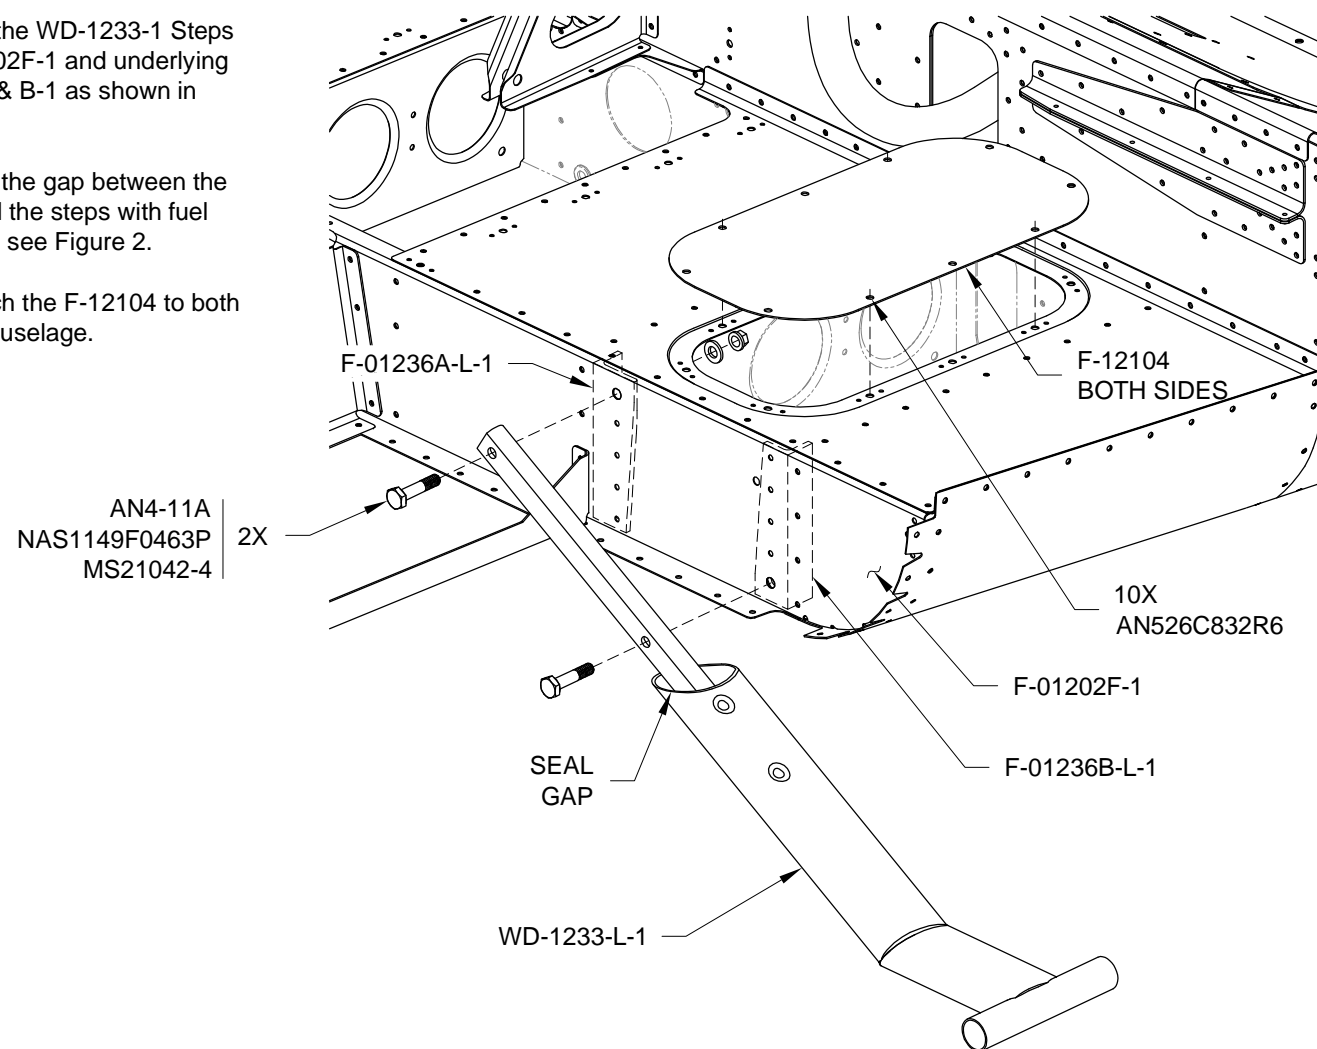 the WD-1233-1 Steps
02F-1 and underlying
& B-1 as shown in
the gap between the
l the steps with fuel
see Figure 2.
ch the F-12104 to both
uselage.
F-01236A-L-1
F-12104
BOTH SIDES
AN4-11A
NAS1149F0463P
MS21042-4
2X
10X
AN526C832R6
F-01202F-1
F-01236B-L-1
SEAL
GAP
WD-1233-L-1